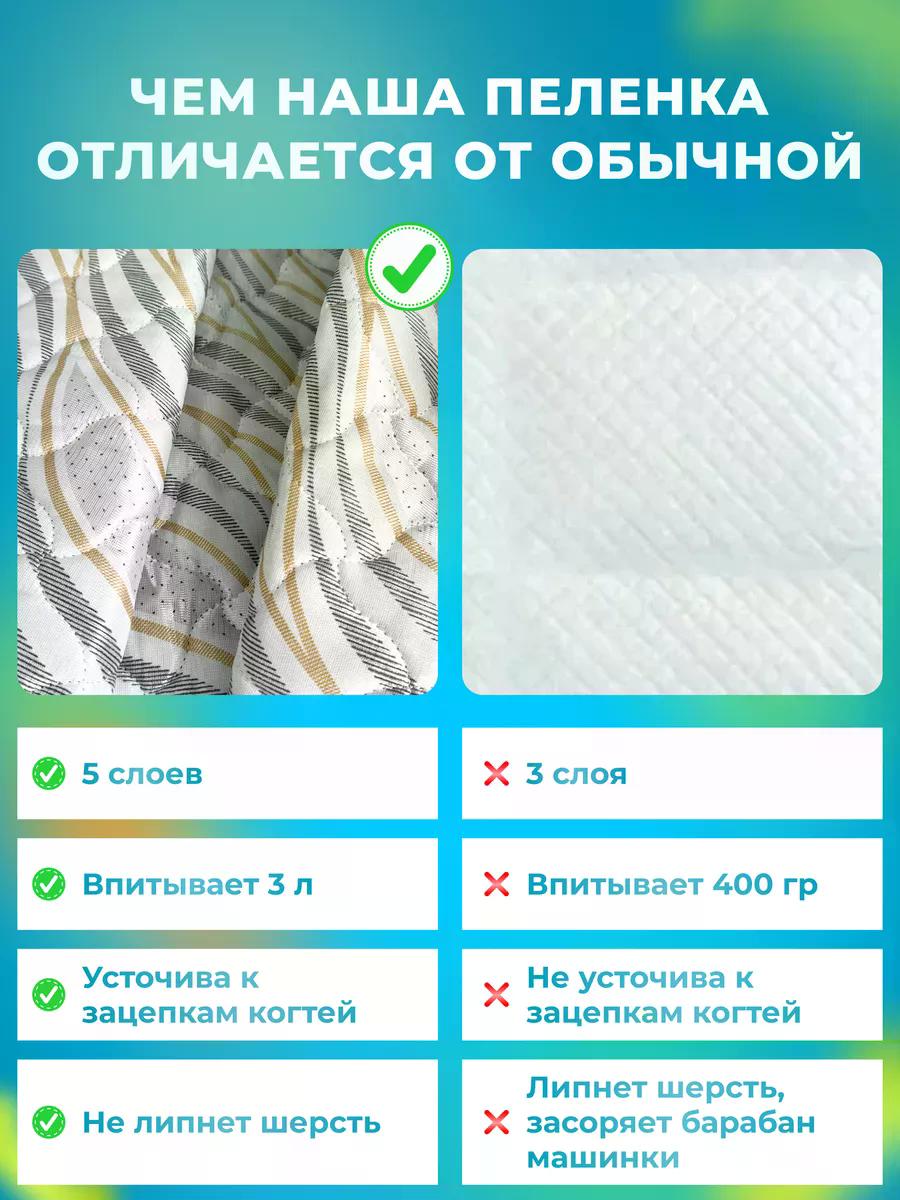 ЧЕМ НАША ПЕЛЕНКА
ОТЛИЧАЕТСЯ ОТ ОБЫЧНОЙ
5 слоев
3 слоя
Впитывает 3 л
Впитывает 400 гр
Усточива к
зацепкам когтей
Не усточива к
зацепкам когтей
Не липнет шерсть
Липнет шерсть,
засоряет барабан
машинки